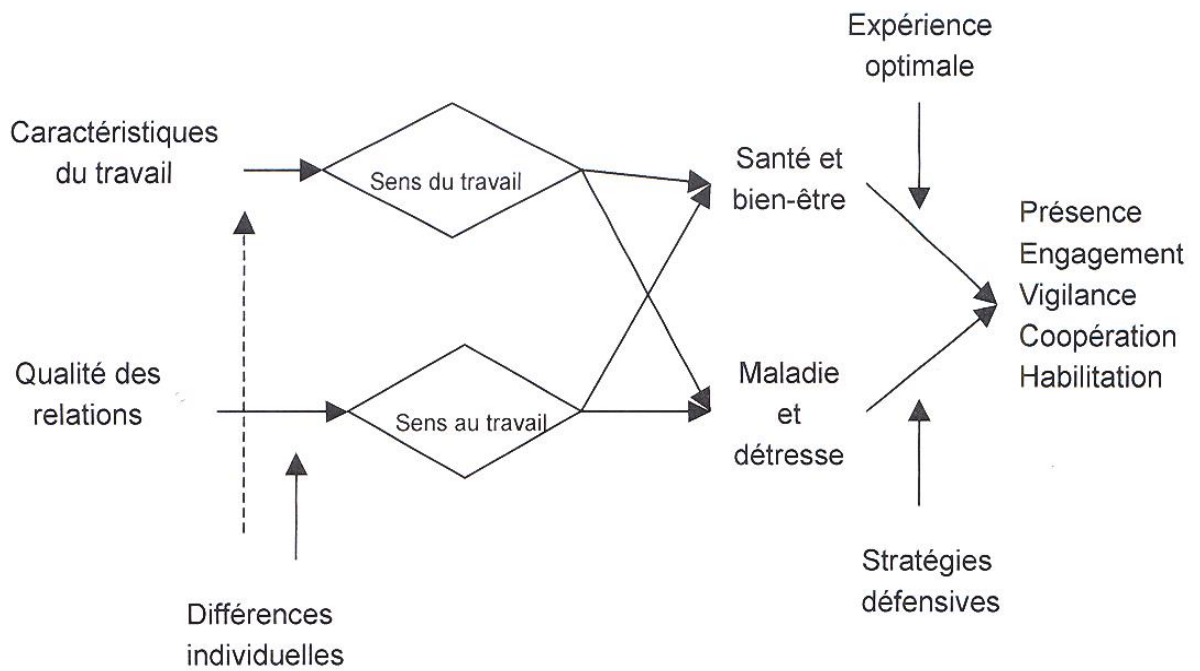 Expérience
optimale
Caractéristiques
du travail
Sens du travail
Santé et
bien-être
Présence
Engagement
Vigilance
Coopération
Habilitation
Qualité des
relations
Sens au travail
Maladie
et
détresse
Stratégies
défensives
Différences
individuelles